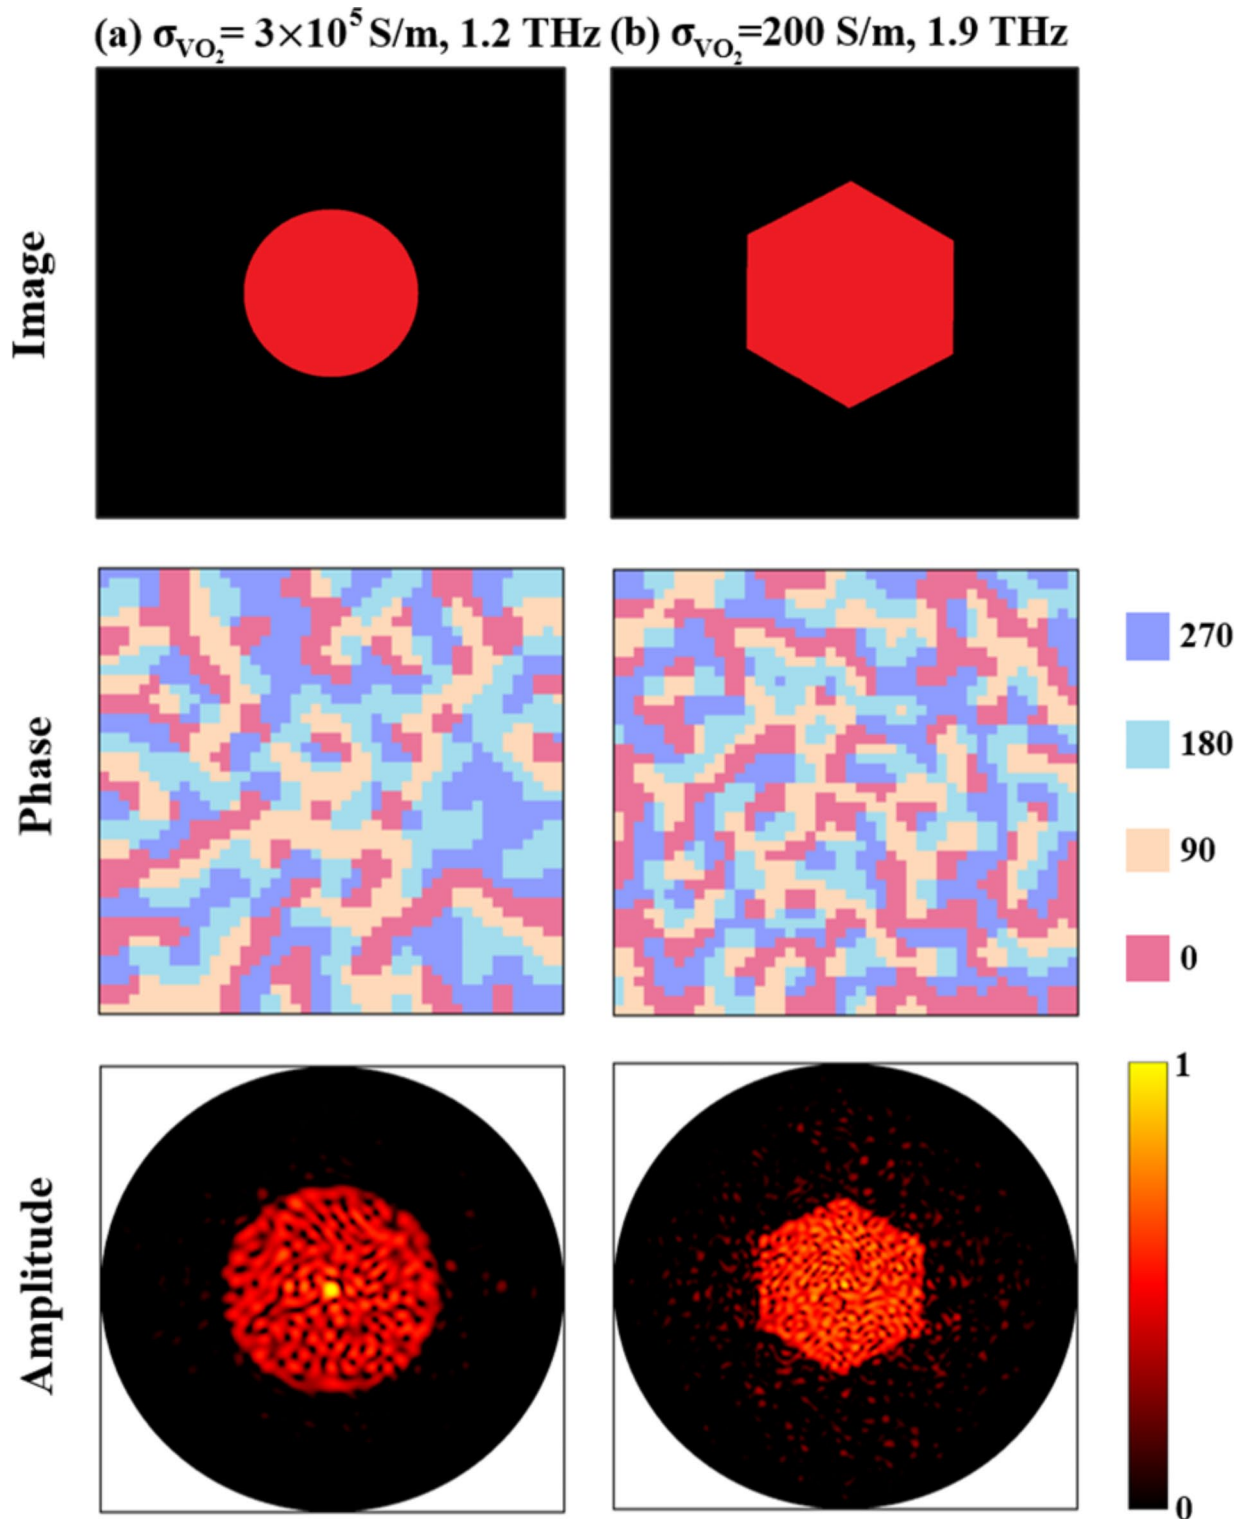 (a) σVO2= 3×10^5 S/m, 1.2 THz (b) σVO2=200 S/m, 1.9 THz
Image
Phase
270
180
90
0
Amplitude
1
0